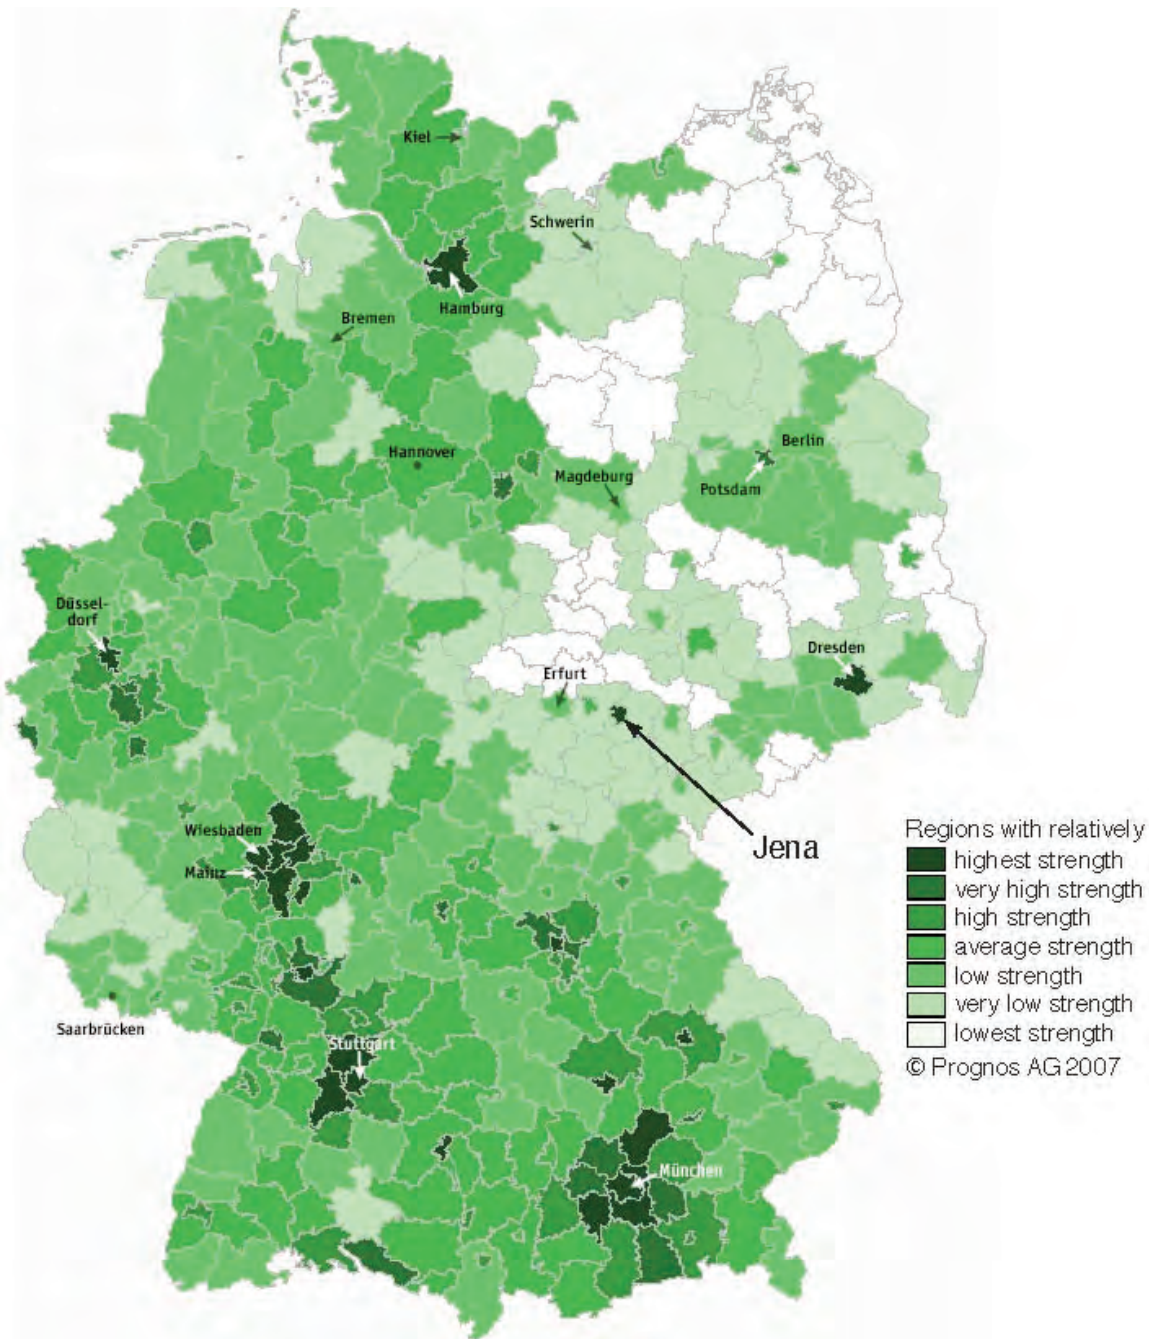 Kiel
Schwerin
Hamburg
Bremen
Hannover
Berlin
Magdeburg
Potsdam
Düssel-
dorf
Dresden
Erfurt
Jena
Wiesbaden
Mainz
Saarbrücken
Stuttgart
München
Regions with relatively
highest strength
very high strength
high strength
average strength
low strength
very low strength
lowest strength
© Prognos AG 2007